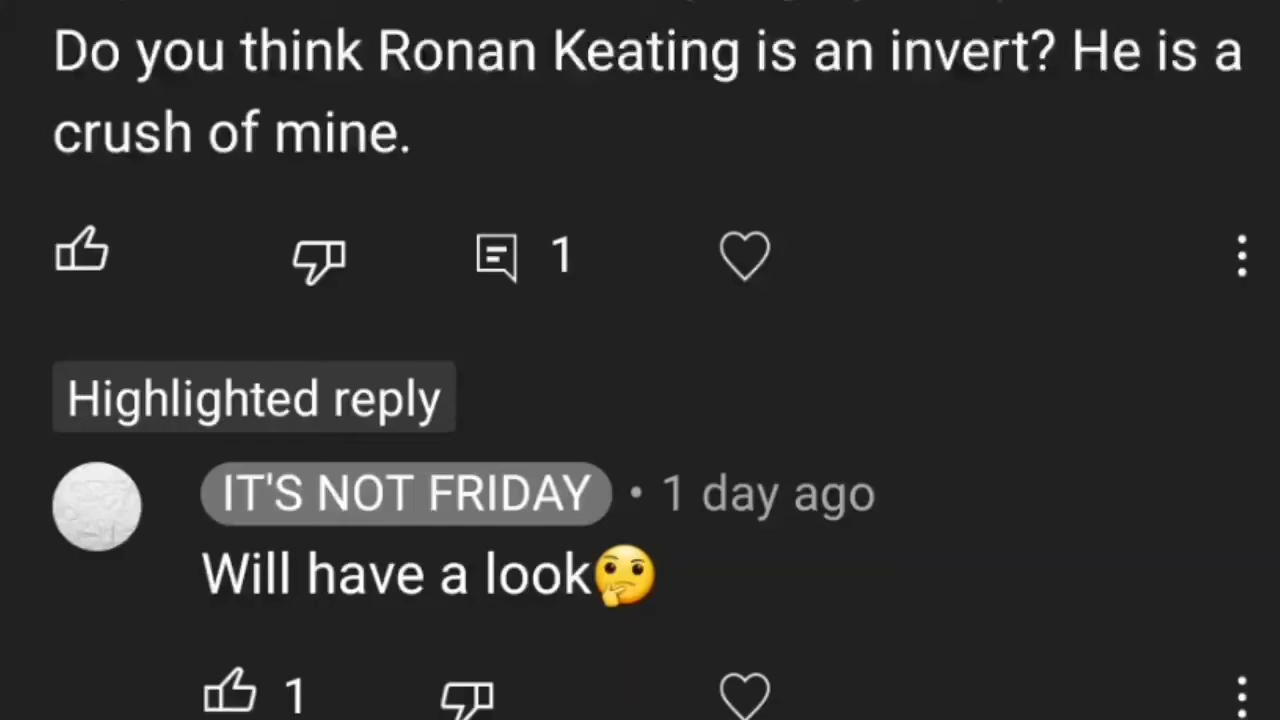 Do you think Ronan Keating is an invert? He is a
crush of mine.
1
Highlighted reply
IT'S NOT FRIDAY • 1 day ago
Will have a look🤔
1